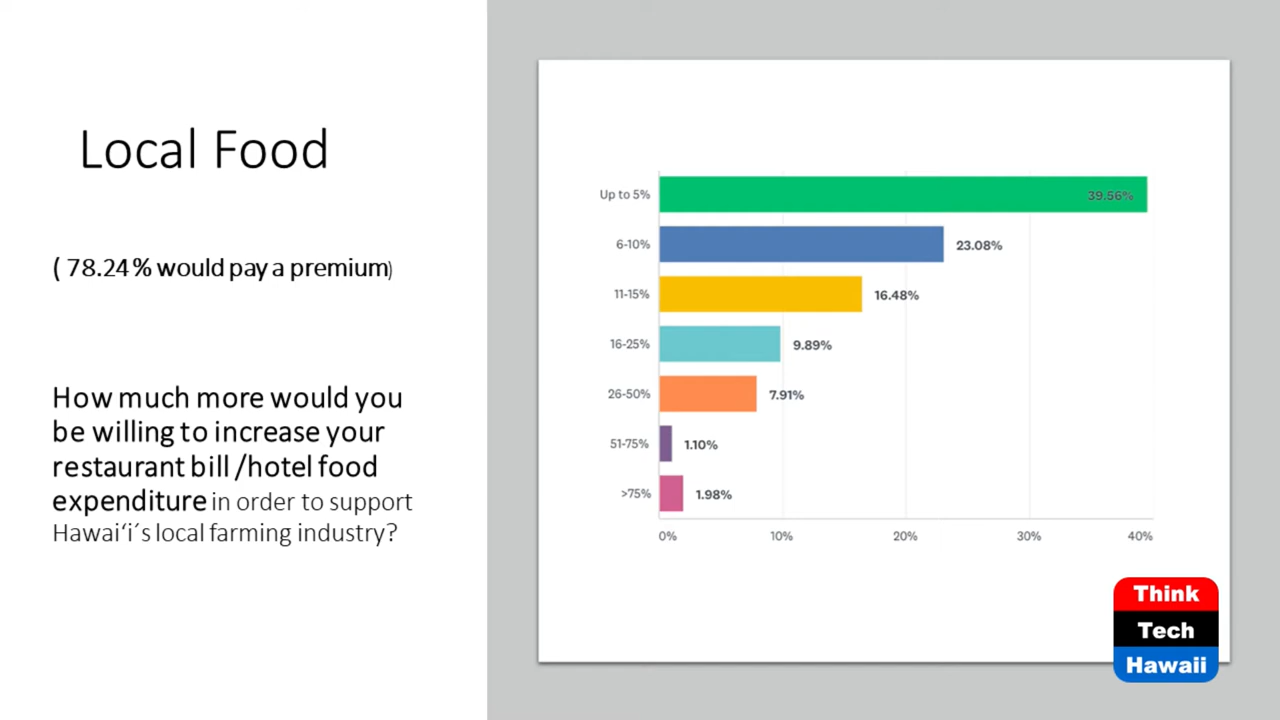 Local Food
( 78.24% would pay a premium)
How much more would you
be willing to increase your
restaurant bill /hotel food
expenditure in order to support
Hawaiʻi´s local farming industry?
Up to 5% 39.56%
6-10% 23.08%
11-15% 16.48%
16-25% 9.89%
26-50% 7.91%
51-75% 1.10%
>75% 1.98%
0% 10% 20% 30% 40%
Think
Tech
Hawaii